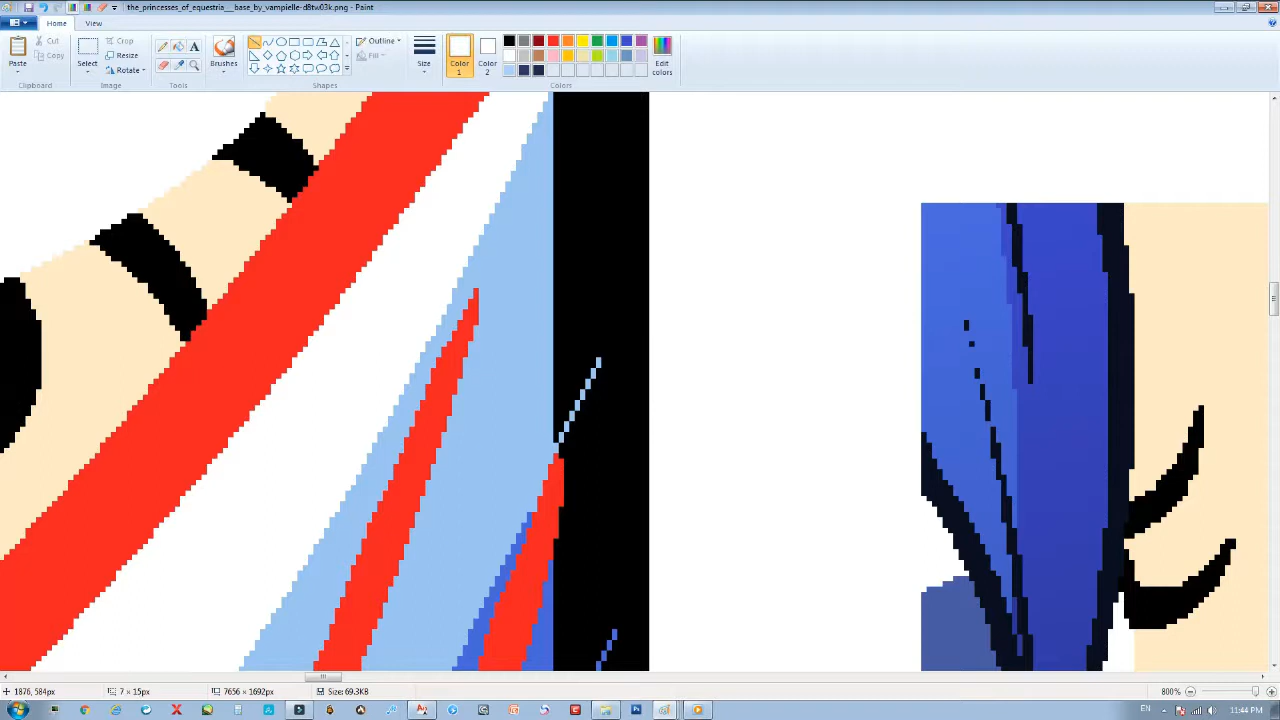 the_princesses_of_equestria__base_by_vampielle-d8tw03k.png - Paint
Home
View
Paste
Cut
Copy
Clipboard
Select
Crop
Resize
Rotate
Image
A
Tools
Brushes
Outline
Fill
Shapes
Size
Color
1
Color
2
Edit
colors
Colors
1876, 584px
7 × 15px
7656 × 1692px
Size: 69.3KB
800%
EN
11:44 PM